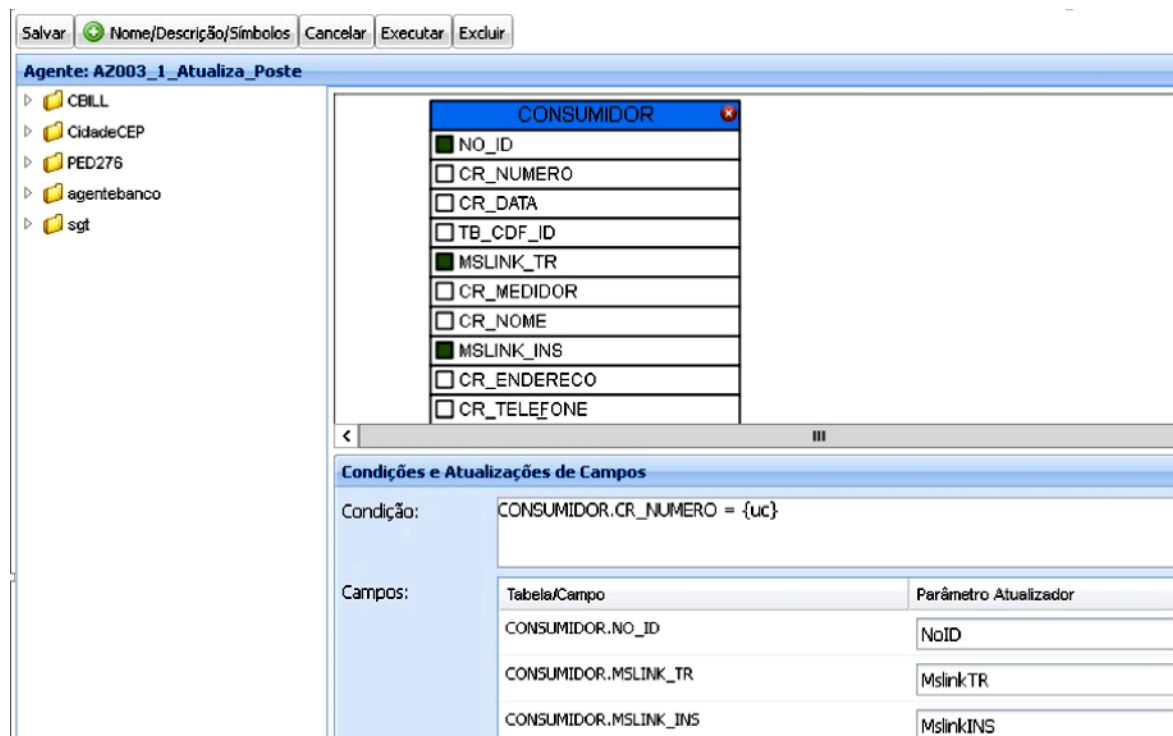 Salvar Nome/Descrição/Símbolos Cancelar Executar Excluir
Agente: AZ003_1_Atualiza_Poste
CBILL
CidadeCEP
PED276
agentebanco
sgt
CONSUMIDOR
NO_ID
CR_NUMERO
CR_DATA
TB_CDF_ID
MSLINK_TR
CR_MEDIDOR
CR_NOME
MSLINK_INS
CR_ENDERECO
CR_TELEFONE
Condições e Atualizações de Campos
Condição: CONSUMIDOR.CR_NUMERO = {uc}
Campos: Tabela/Campo Parâmetro Atualizador
CONSUMIDOR.NO_ID NoID
CONSUMIDOR.MSLINK_TR MslinkTR
CONSUMIDOR.MSLINK_INS MslinkINS